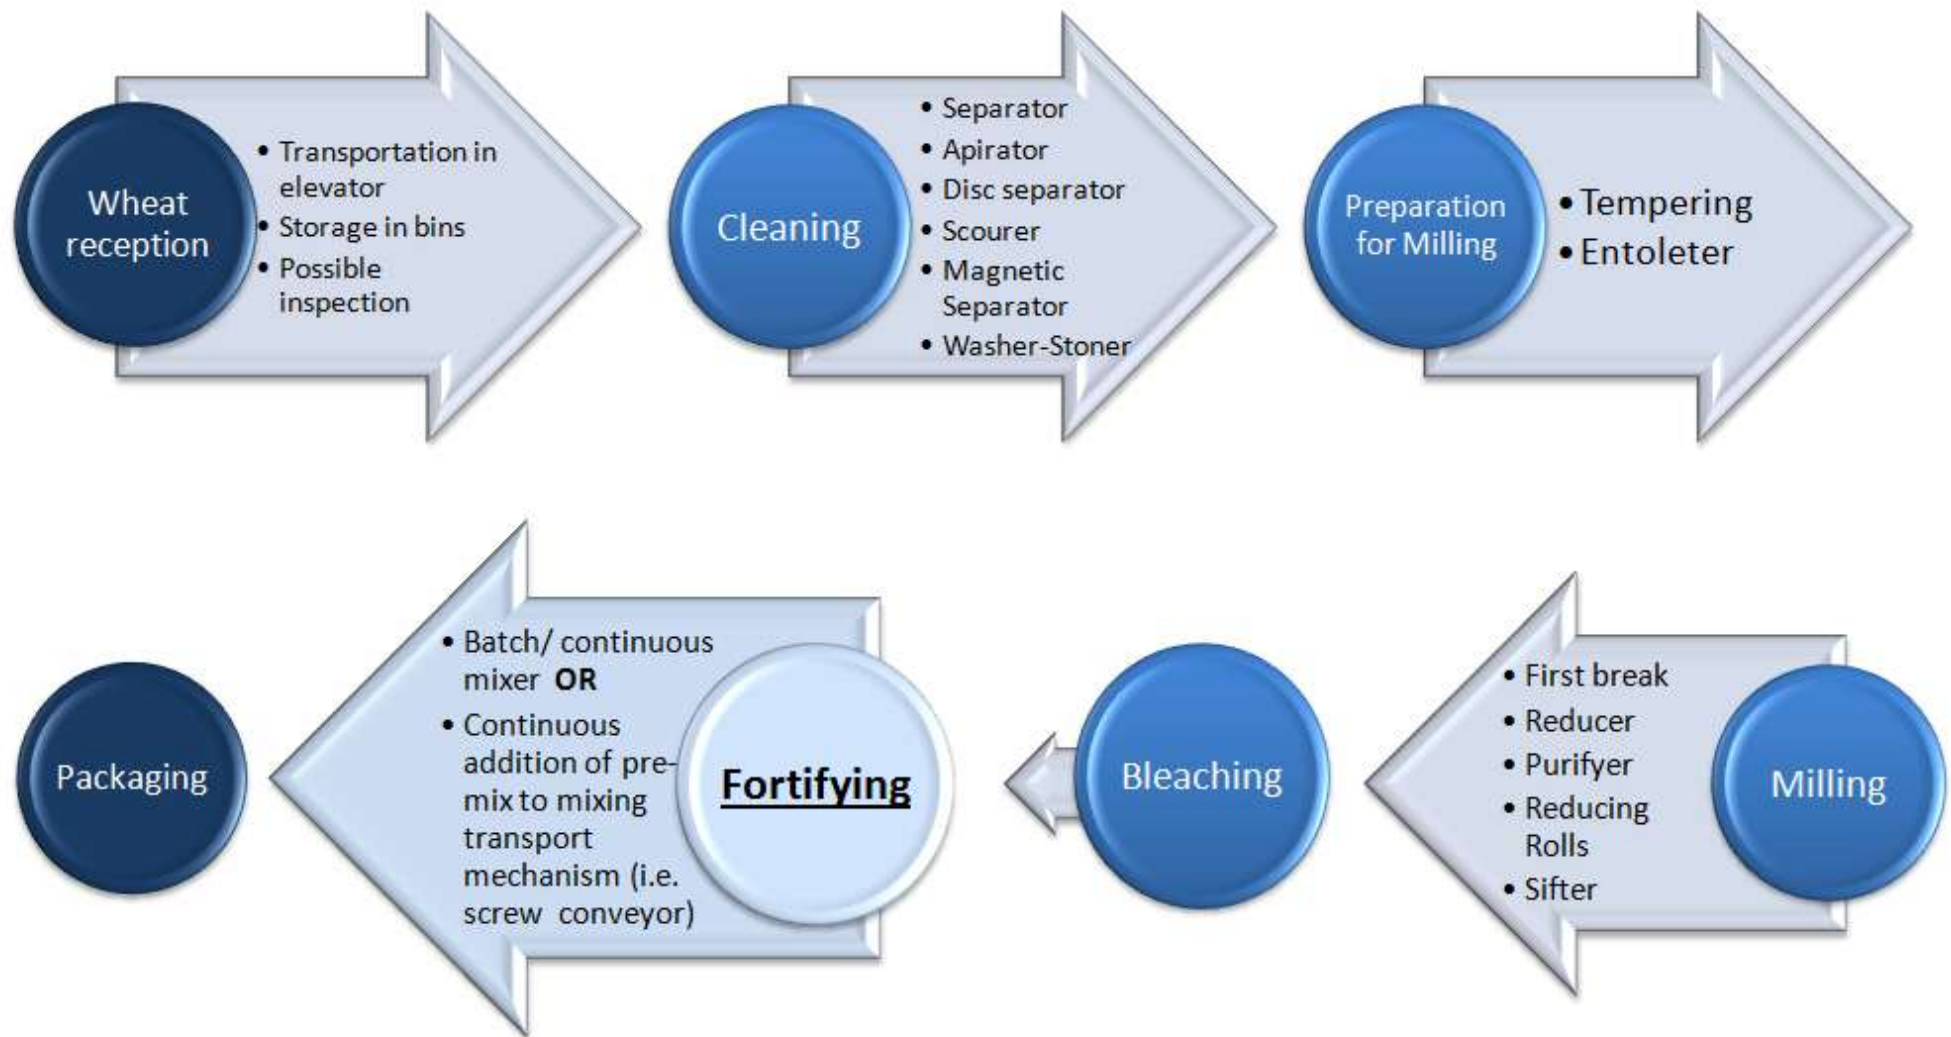 Wheat
reception
• Transportation in
elevator
• Storage in bins
• Possible
inspection
Cleaning
• Separator
• Apirator
• Disc separator
• Scourer
• Magnetic
Separator
• Washer-Stoner
Preparation
for Milling
• Tempering
• Entoleter
Milling
• First break
• Reducer
• Purifyer
• Reducing
Rolls
• Sifter
Bleaching
Fortifying
• Batch/ continuous
mixer OR
• Continuous
addition of pre-
mix to mixing
transport
mechanism (i.e.
screw conveyor)
Packaging